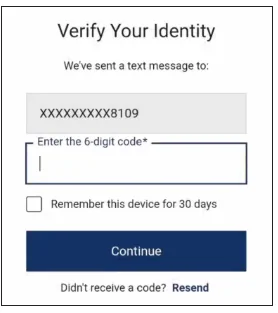 Verify Your Identity
We've sent a text message to:
XXXXXXXXX8109
Enter the 6-digit code*
Remember this device for 30 days
Continue
Didn't receive a code? Resend